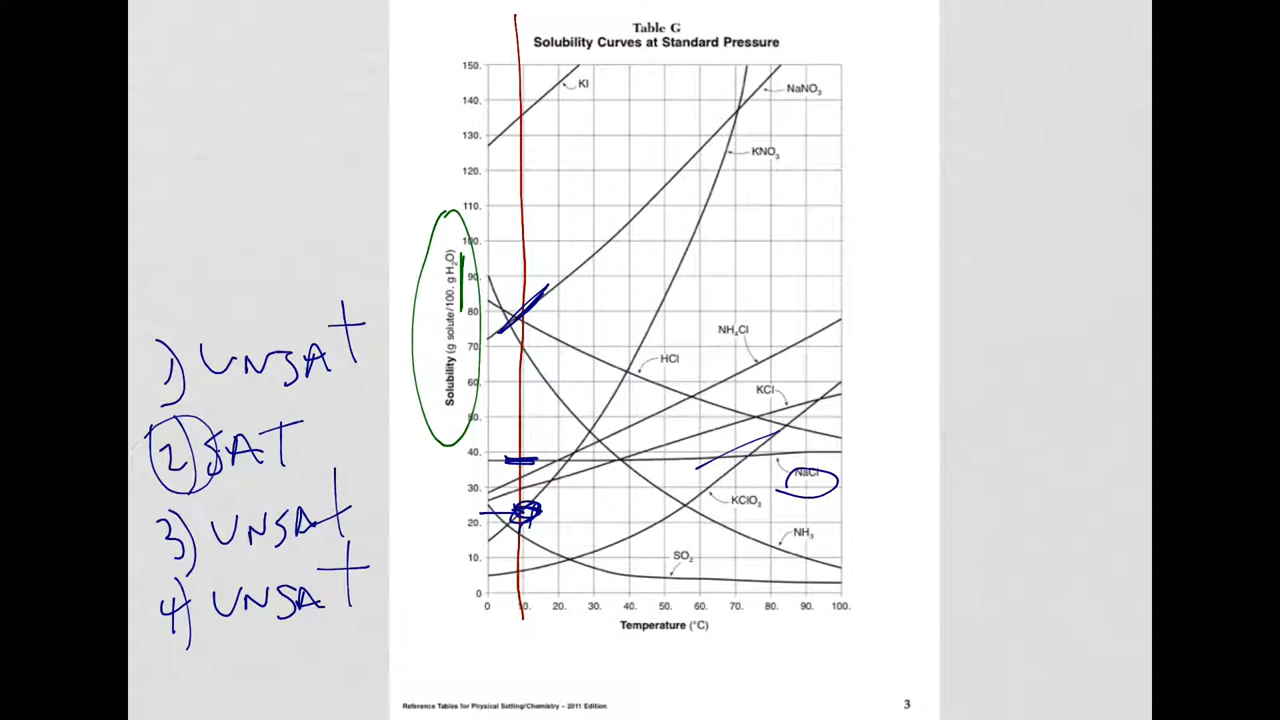 Table G
Solubility Curves at Standard Pressure
150.
140.
130.
120.
110.
100.
90.
80.
70.
60.
50.
40.
30.
20.
10.
0
Solubility (g solute/100. g H₂O)
KI
NaNO₃
KNO₃
NH₄Cl
HCl
KCl
NaCl
KClO₃
NH₃
SO₂
0 10. 20. 30. 40. 50. 60. 70. 80. 90. 100.
Temperature (°C)
1) UNSAT
2) SAT
3) UNSAT
4) UNSAT
Reference Tables for Physical Setting/Chemistry – 2011 Edition
3